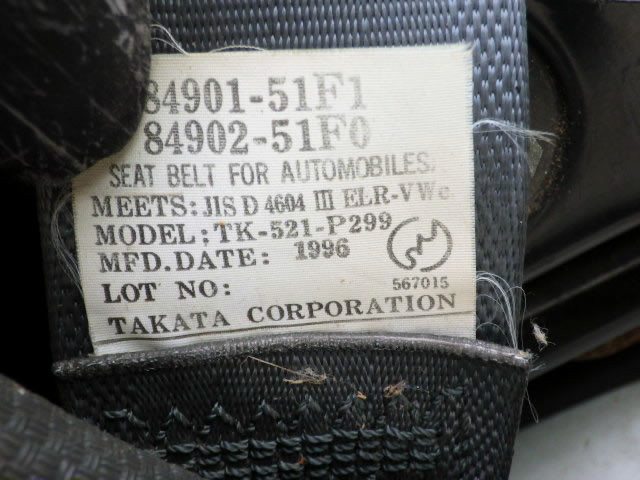 84901-51F1
84902-51F0
SEAT BELT FOR AUTOMOBILES.
MEETS: JIS D 4604 III ELR-VWc
MODEL: TK-521-P299
MFD.DATE: 1996
LOT NO: 567015
TAKATA CORPORATION